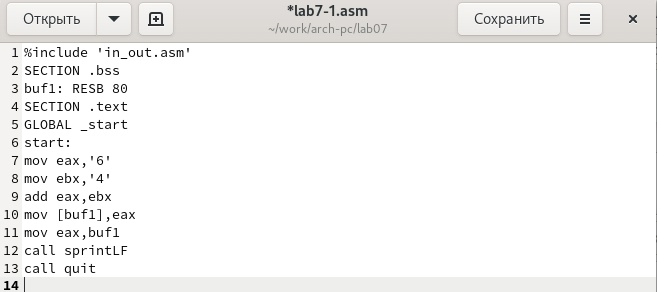 Открыть
*lab7-1.asm
~/work/arch-pc/lab07
Сохранить
1 %include 'in_out.asm'
2 SECTION .bss
3 buf1: RESB 80
4 SECTION .text
5 GLOBAL _start
6 start:
7 mov eax,'6'
8 mov ebx,'4'
9 add eax,ebx
10 mov [buf1],eax
11 mov eax,buf1
12 call sprintLF
13 call quit
14